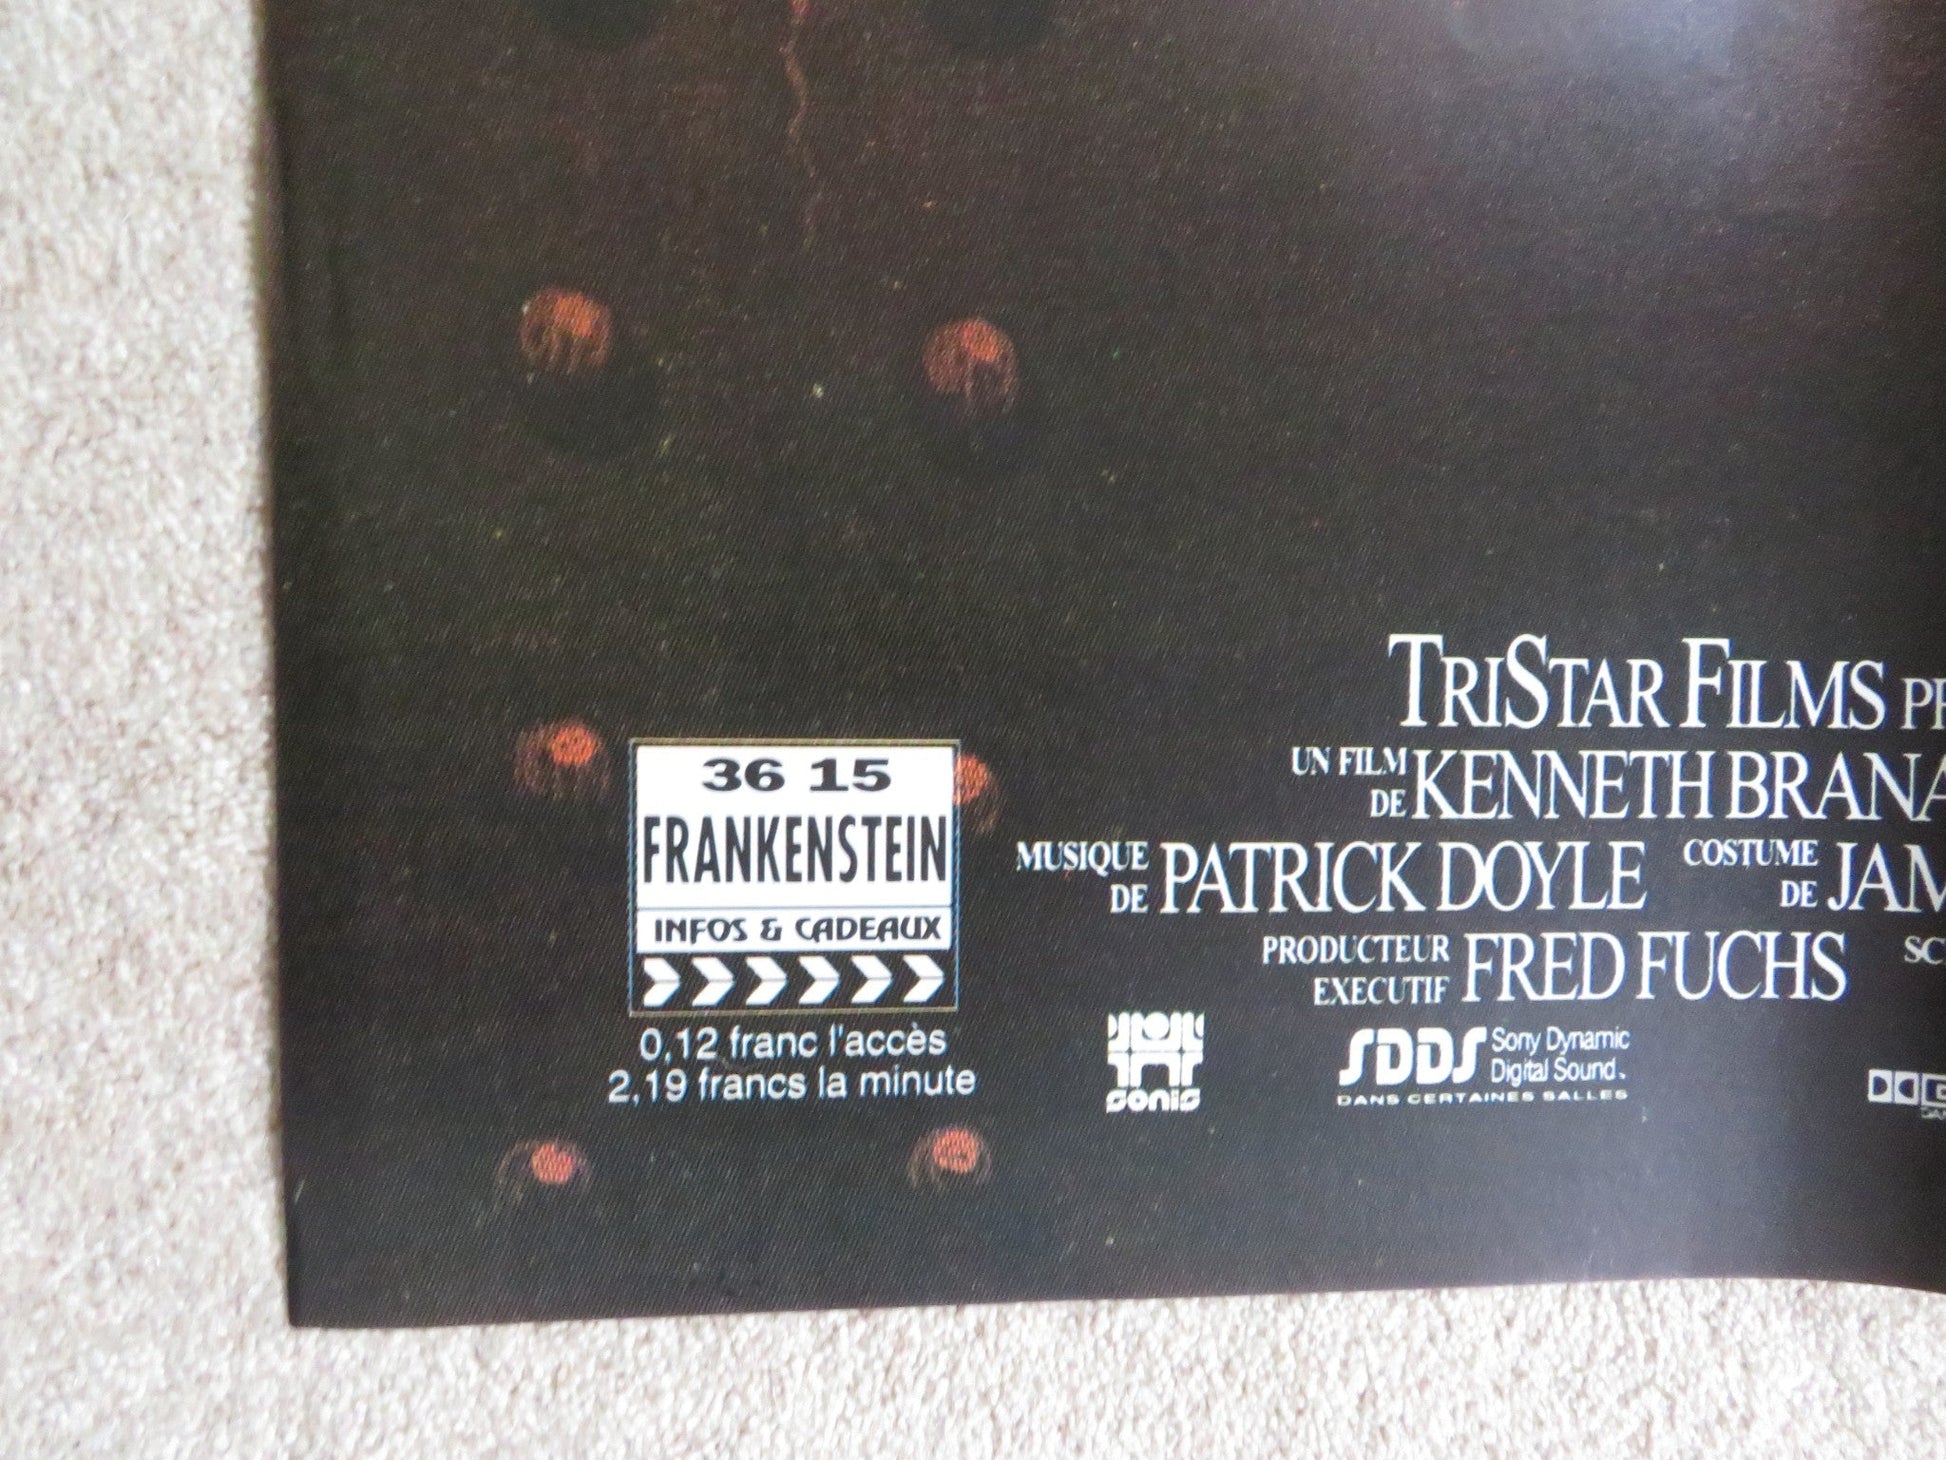 36 15
FRANKENSTEIN
INFOS & CADEAUX
0,12 franc l'accès
2,19 francs la minute
TRISTAR FILMS
UN FILM DE KENNETH
MUSIQUE DE PATRICK DOYLE COSTUME DE
PRODUCTEUR EXECUTIF FRED FUCHS
sonis
SDDS Sony Dynamic
Digital Sound.
DANS CERTAINES SALLES